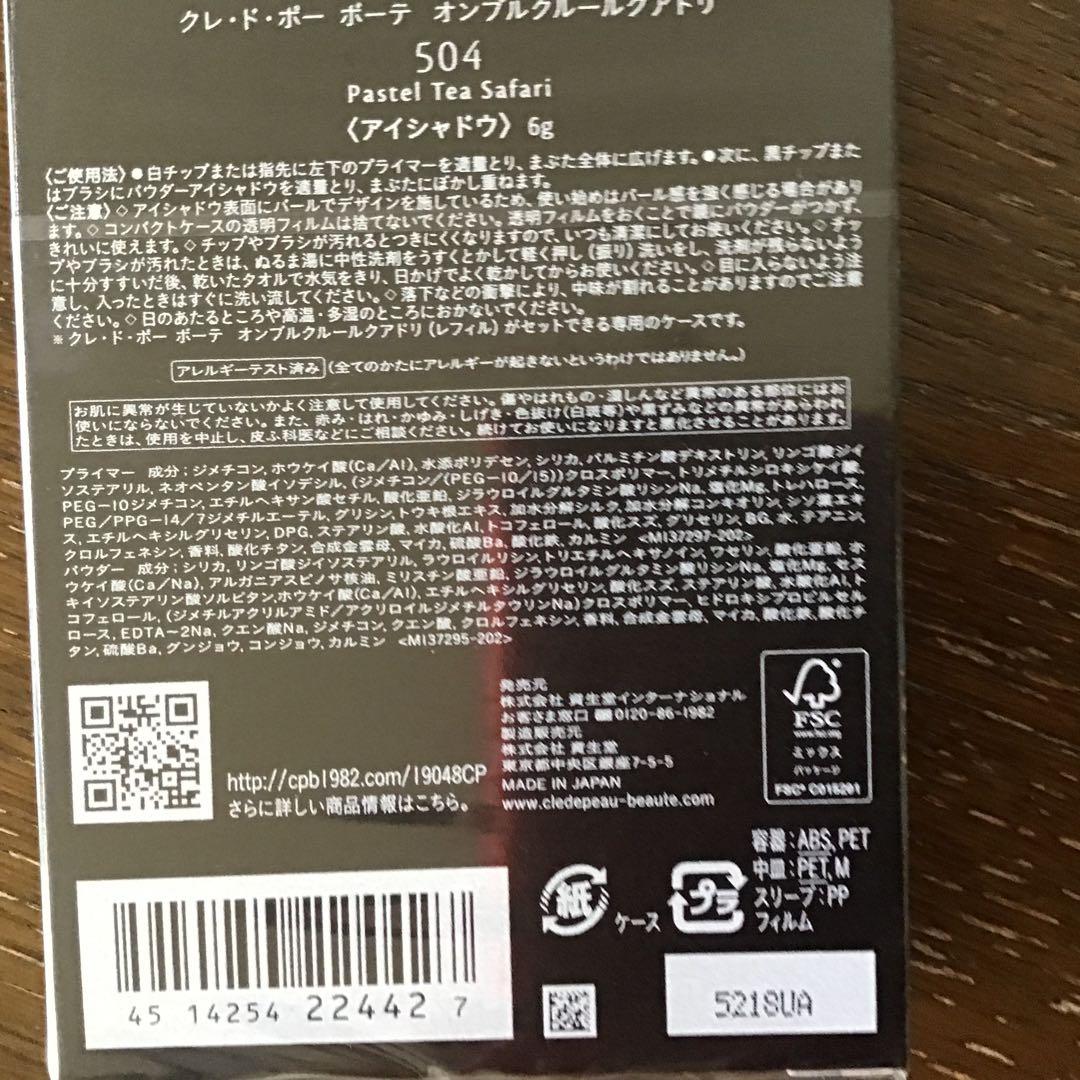 クレ・ド・ポー ボーテ オンブルクルールクアドリ
504
Pastel Tea Safari
〈アイシャドウ〉 6g
〈ご使用法〉●白チップまたは指先に左下のプライマーを適量とり、まぶた全体に広げます。●次に、黒チップまた
はブラシにパウダーアイシャドウを適量とり、まぶたにぼかし重ねます。
〈ご注意〉◇アイシャドウ表面にパールでデザインを施しているため、使い始めはパール感を強く感じる場合があり
ます。◇コンパクトケースの透明フィルムは捨てないでください。透明フィルムをおくことで蓋にパウダーがつかず、
きれいに使えます。◇チップやブラシが汚れるとつきにくくなりますので、いつも清潔にしてお使いください。◇チッ
プやブラシが汚れたときは、ぬるま湯に中性洗剤をうすくとかして軽く押し(振り)洗いをし、洗剤が残らないよう
に十分すすいだ後、乾いたタオルで水気をきり、日かげでよく乾かしてからお使いください。◇目に入らないよう注
意し、入ったときはすぐに洗い流してください。◇落下などの衝撃により、中味が割れることがありますのでご注意
ください。◇日のあたるところや高温・多湿のところにおかないでください。
※クレ・ド・ポー ボーテ オンブルクルールクアドリ(レフィル)がセットできる専用のケースです。
アレルギーテスト済み (全てのかたにアレルギーが起きないというわけではありません。)
お肌に異常が生じていないかよく注意して使用してください。傷やはれもの・湿しんなど異常のある部位にはお
使いにならないでください。また、赤み・はれ・かゆみ・しげき・色抜け(白斑等)や黒ずみなどの異常があらわれ
たときは、使用を中止し、皮ふ科医などにご相談ください。続けてお使いになりますと悪化させることがあります。
プライマー 成分:ジメチコン、ホウケイ酸(Ca/Al)、水添ポリデセン、シリカ、パルミチン酸デキストリン、リンゴ酸ジイ
ソステアリル、ネオペンタン酸イソデシル、(ジメチコン/(PEG-10/15))クロスポリマー、トリメチルシロキシケイ酸、
PEG-10ジメチコン、エチルヘキサン酸セチル、酸化亜鉛、ジラウロイルグルタミン酸リシンNa、塩化Mg、トレハロース、
PEG/PPG-14/7ジメチルエーテル、グリシン、トウキ根エキス、加水分解シルク、加水分解コンキオリン、シソ葉エキ
ス、エチルヘキシルグリセリン、DPG、ステアリン酸、水酸化Al、トコフェロール、酸化スズ、グリセリン、BG、水、テアニン、
クロルフェネシン、香料、酸化チタン、合成金雲母、マイカ、硫酸Ba、酸化鉄、カルミン <MI37297-202>
パウダー 成分:シリカ、リンゴ酸ジイソステアリル、ラウロイルリシン、トリエチルヘキサノイン、ワセリン、酸化亜鉛、ホ
ウケイ酸(Ca/Na)、アルガニアスピノサ核油、ミリスチン酸亜鉛、ジラウロイルグルタミン酸リシンNa、塩化Mg、セス
キイソステアリン酸ソルビタン、ホウケイ酸(Ca/Al)、エチルヘキシルグリセリン、酸化スズ、ステアリン酸、水酸化Al、ト
コフェロール、(ジメチルアクリルアミド/アクリロイルジメチルタウリンNa)クロスポリマー、ヒドロキシプロピルセル
ロース、EDTA-2Na、クエン酸Na、ジメチコン、クエン酸、クロルフェネシン、香料、合成金雲母、マイカ、酸化鉄、酸化チ
タン、硫酸Ba、グンジョウ、コンジョウ、カルミン <MI37295-202>
発売元
株式会社 資生堂インターナショナル
お客さま窓口 0120-86-1982
製造販売元
株式会社 資生堂
東京都中央区銀座7-5-5
MADE IN JAPAN
www.cledepeau-beaute.com
http://cpb1982.com/19048CP
さらに詳しい商品情報はこちら。
FSC
www.fsc.org
ミックス
パッケージ
FSC® C015291
紙 ケース
プラ
容器:ABS, PET
中皿:PET, M
スリーブ:PP
フィルム
45 14254 22442 7
5218UA